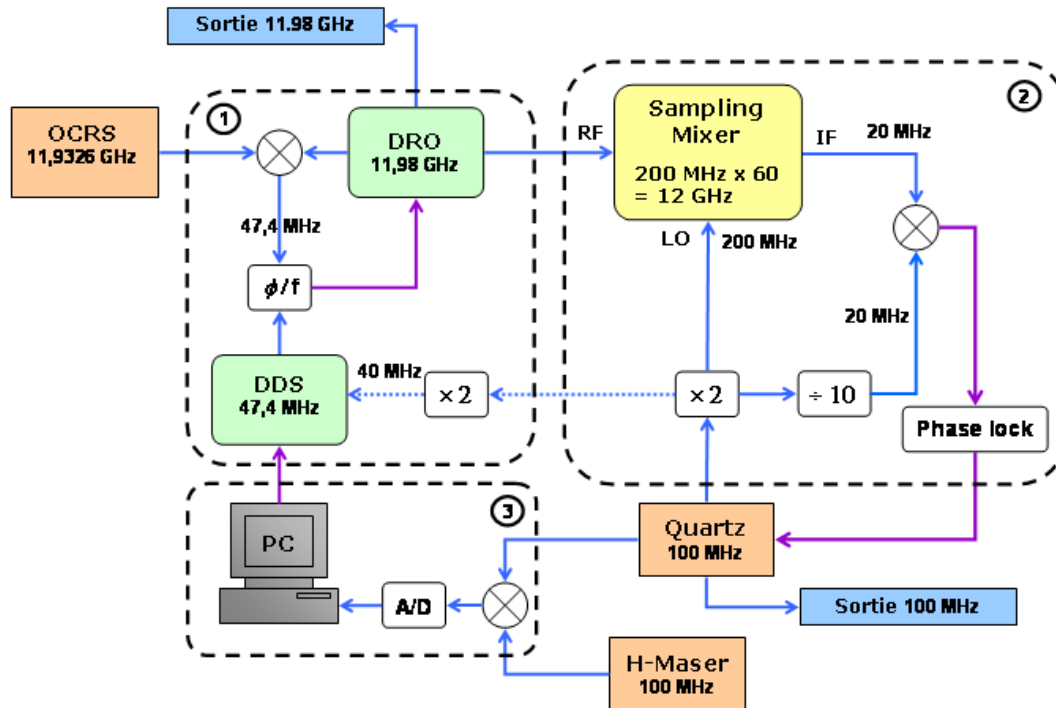 Sortie 11.98 GHz
OCRS
11,9326 GHz
1
DRO
11,98 GHz
47,4 MHz
ϕ/f
DDS
47,4 MHz
40 MHz
× 2
2
RF
Sampling
Mixer
200 MHz x 60
= 12 GHz
IF
20 MHz
LO
200 MHz
20 MHz
× 2
÷ 10
Phase lock
3
PC
A/D
Quartz
100 MHz
Sortie 100 MHz
H-Maser
100 MHz